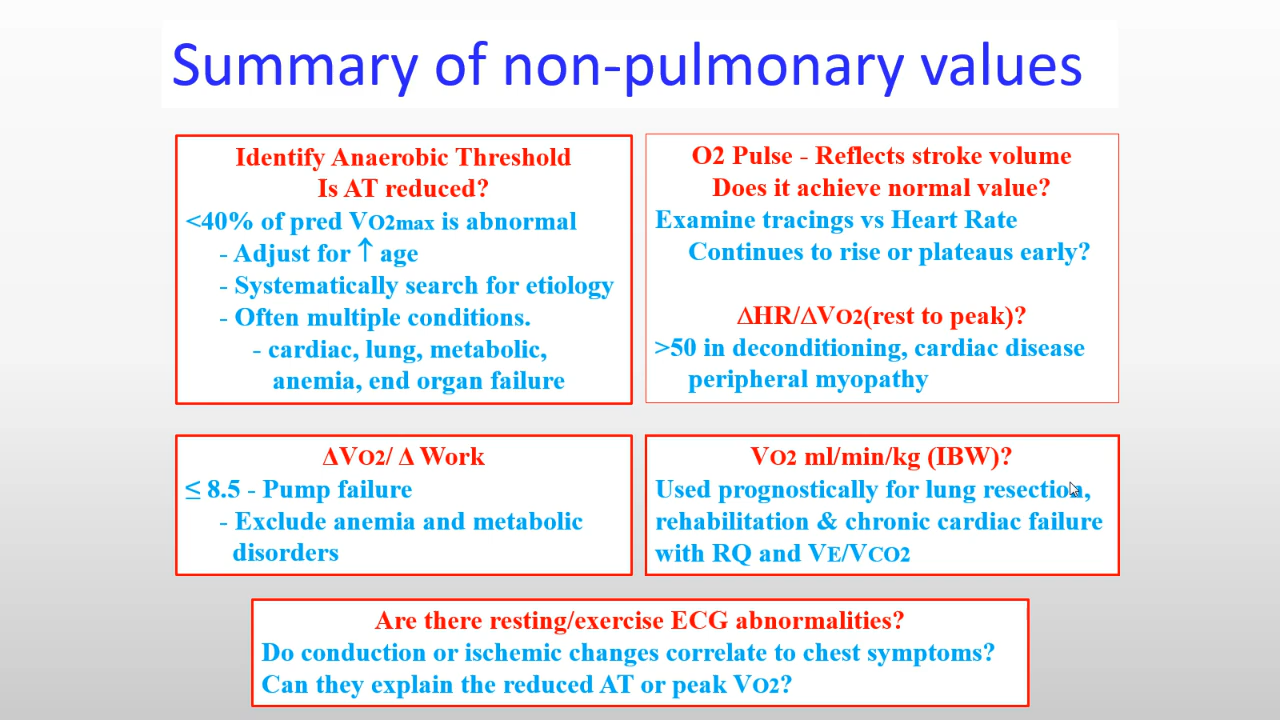 Summary of non-pulmonary values
Identify Anaerobic Threshold
Is AT reduced?
<40% of pred VO2max is abnormal
- Adjust for ↑ age
- Systematically search for etiology
- Often multiple conditions.
- cardiac, lung, metabolic,
anemia, end organ failure
O2 Pulse - Reflects stroke volume
Does it achieve normal value?
Examine tracings vs Heart Rate
Continues to rise or plateaus early?
ΔHR/ΔVO2(rest to peak)?
>50 in deconditioning, cardiac disease
peripheral myopathy
ΔVO2/ Δ Work
≤ 8.5 - Pump failure
- Exclude anemia and metabolic
disorders
VO2 ml/min/kg (IBW)?
Used prognostically for lung resection,
rehabilitation & chronic cardiac failure
with RQ and VE/VCO2
Are there resting/exercise ECG abnormalities?
Do conduction or ischemic changes correlate to chest symptoms?
Can they explain the reduced AT or peak VO2?